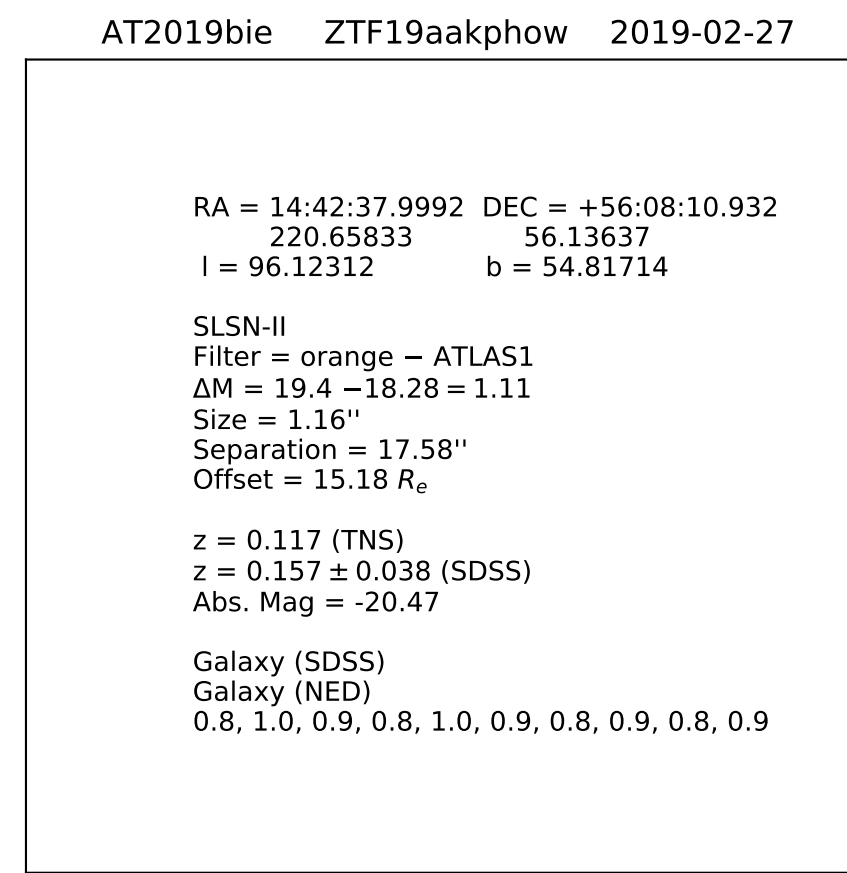 AT2019bie ZTF19aakphow 2019-02-27
RA = 14:42:37.9992 DEC = +56:08:10.932
220.65833 56.13637
l = 96.12312 b = 54.81714
SLSN-II
Filter = orange − ATLAS1
ΔM = 19.4 −18.28 = 1.11
Size = 1.16''
Separation = 17.58''
Offset = 15.18 Rₑ
z = 0.117 (TNS)
z = 0.157 ± 0.038 (SDSS)
Abs. Mag = -20.47
Galaxy (SDSS)
Galaxy (NED)
0.8, 1.0, 0.9, 0.8, 1.0, 0.9, 0.8, 0.9, 0.8, 0.9